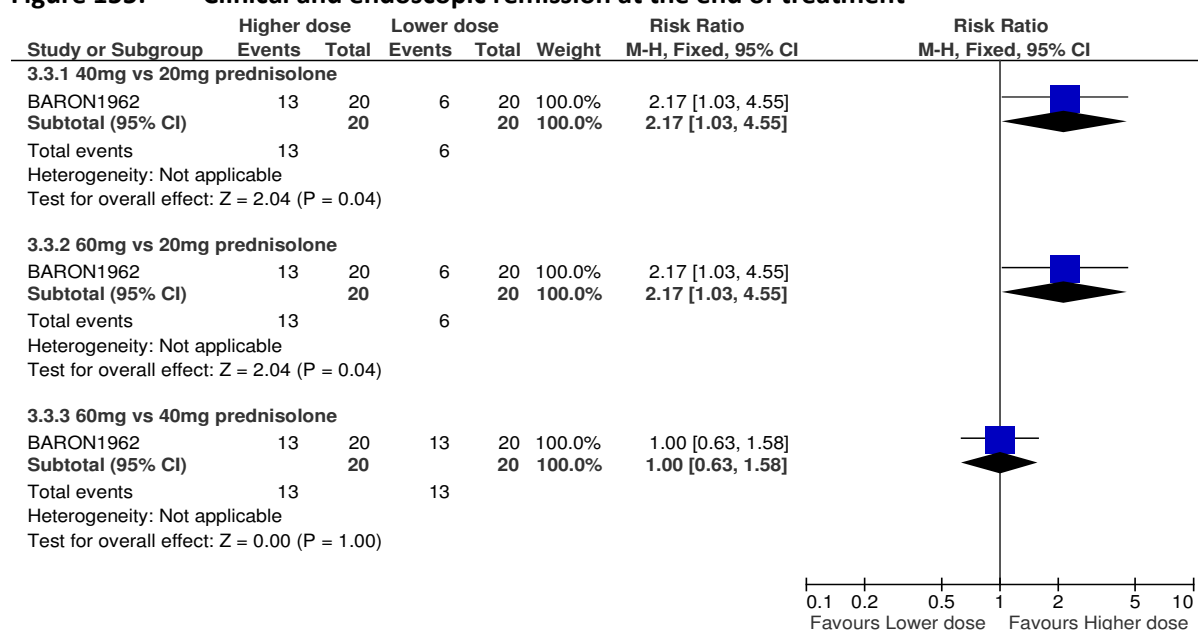 Clinical and endoscopic remission at the end of treatment
Higher dose Lower dose Risk Ratio Risk Ratio
Study or Subgroup Events Total Events Total Weight M-H, Fixed, 95% CI M-H, Fixed, 95% CI
3.3.1 40mg vs 20mg prednisolone
BARON1962 13 20 6 20 100.0% 2.17 [1.03, 4.55]
Subtotal (95% CI) 20 20 100.0% 2.17 [1.03, 4.55]
Total events 13 6
Heterogeneity: Not applicable
Test for overall effect: Z = 2.04 (P = 0.04)
3.3.2 60mg vs 20mg prednisolone
BARON1962 13 20 6 20 100.0% 2.17 [1.03, 4.55]
Subtotal (95% CI) 20 20 100.0% 2.17 [1.03, 4.55]
Total events 13 6
Heterogeneity: Not applicable
Test for overall effect: Z = 2.04 (P = 0.04)
3.3.3 60mg vs 40mg prednisolone
BARON1962 13 20 13 20 100.0% 1.00 [0.63, 1.58]
Subtotal (95% CI) 20 20 100.0% 1.00 [0.63, 1.58]
Total events 13 13
Heterogeneity: Not applicable
Test for overall effect: Z = 0.00 (P = 1.00)
0.1 0.2 0.5 1 2 5 10
Favours Lower dose Favours Higher dose